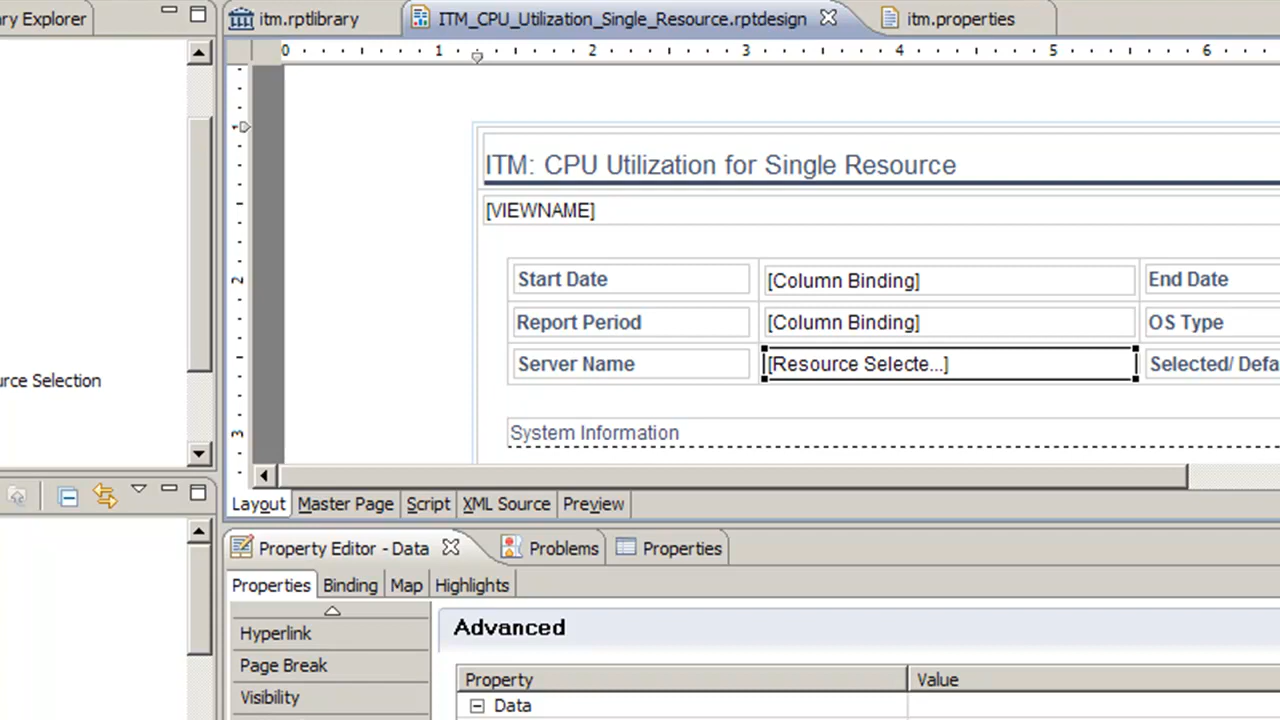 ry Explorer
itm.rptlibrary
ITM_CPU_Utilization_Single_Resource.rptdesign
itm.properties
0 1 2 3 4 5 6
ITM: CPU Utilization for Single Resource
[VIEWNAME]
2
Start Date [Column Binding] End Date
Report Period [Column Binding] OS Type
Server Name [Resource Selecte...] Selected/ Defa
urce Selection
System Information
3
Layout Master Page Script XML Source Preview
Property Editor - Data Problems Properties
Properties Binding Map Highlights
Hyperlink
Page Break
Visibility
Advanced
Property Value
Data